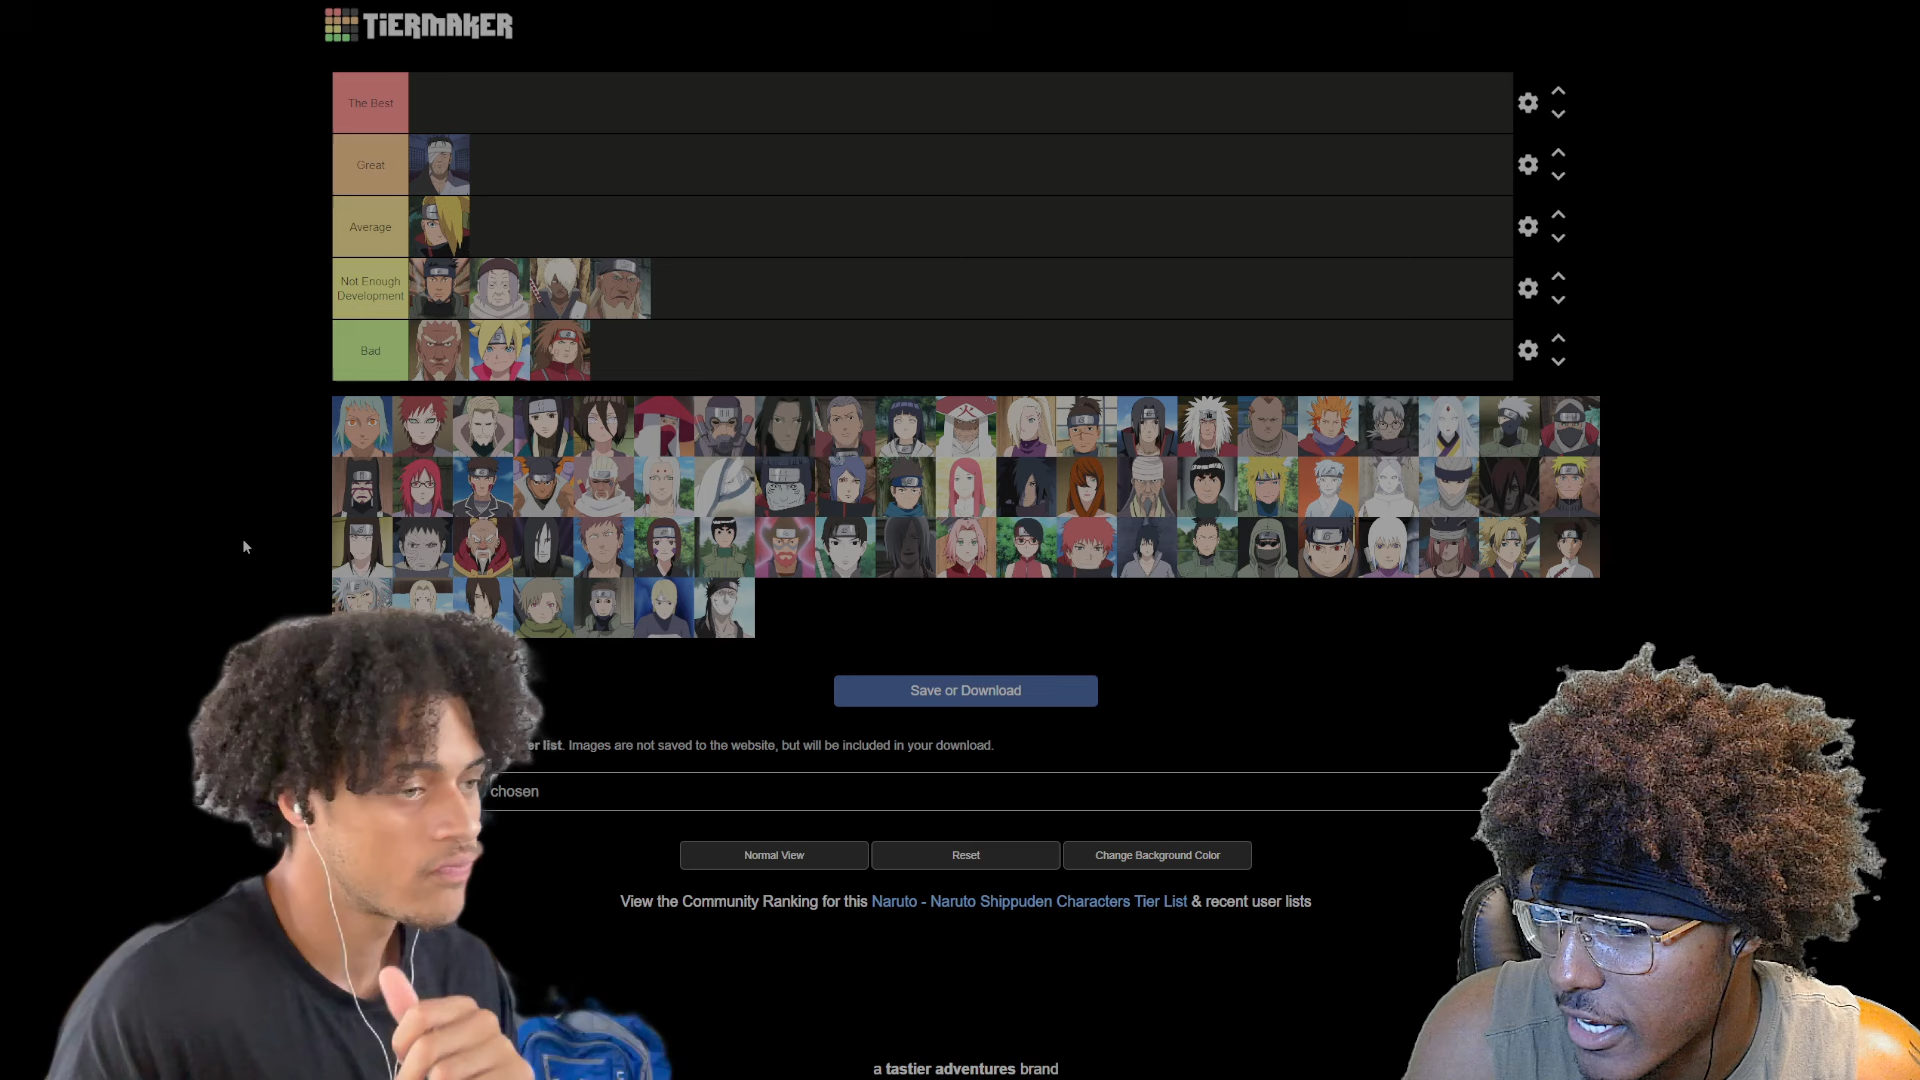 TiERMAKER
The Best
Great
Average
Not Enough
Development
Bad
Save or Download
er list. Images are not saved to the website, but will be included in your download.
chosen
Normal View
Reset
Change Background Color
View the Community Ranking for this Naruto - Naruto Shippuden Characters Tier List & recent user lists
a tastier adventures brand